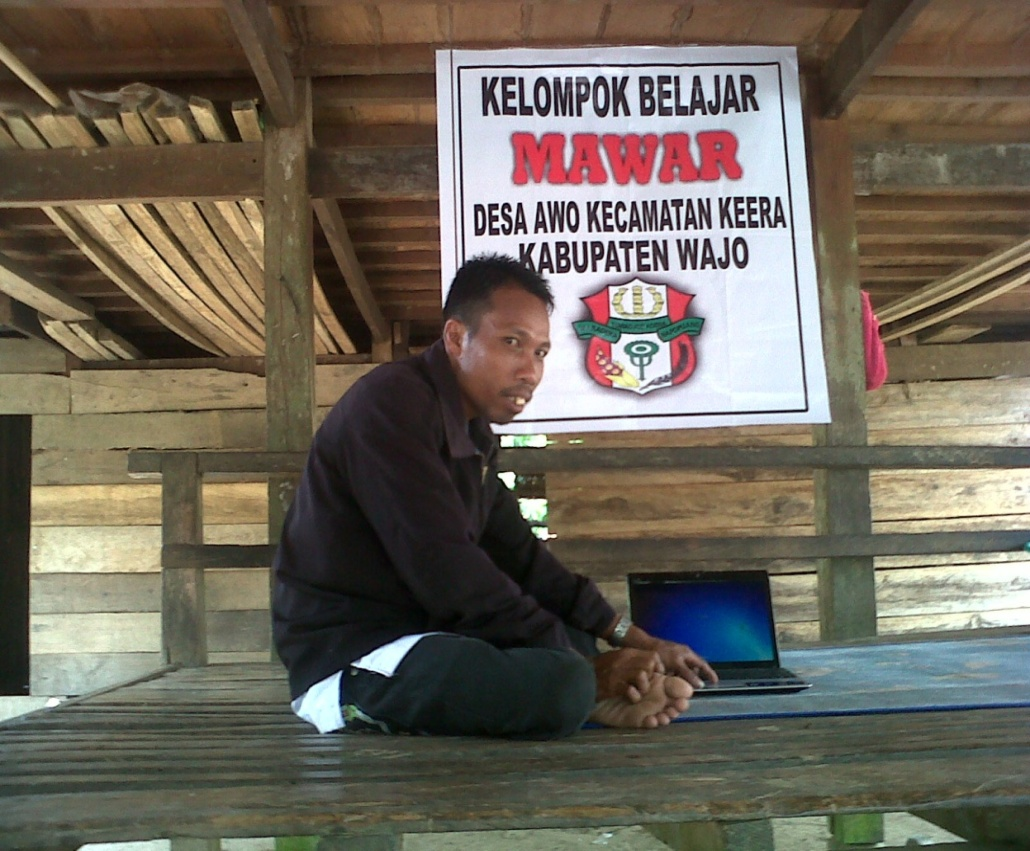 KELOMPOK BELAJAR
MAWAR
DESA AWO KECAMATAN KEERA
KABUPATEN WAJO